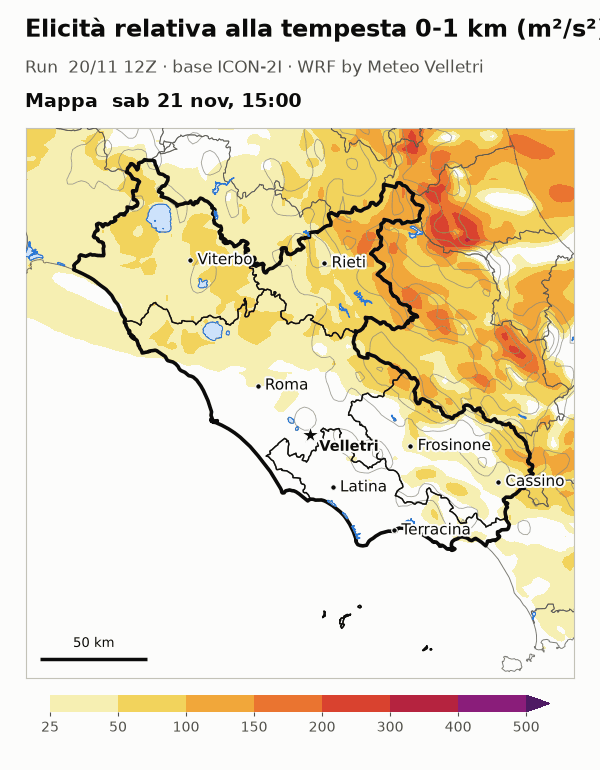 Elicità relativa alla tempesta 0-1 km (m²/s²)
Run  20/11 12Z · base ICON-2I · WRF by Meteo Velletri
Mappa  sab 21 nov, 15:00
Viterbo
Rieti
Roma
Velletri
Frosinone
Cassino
Latina
Terracina
50 km
25 50 100 150 200 300 400 500